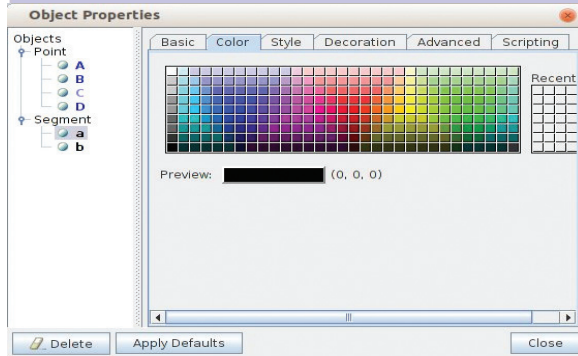 Object Properties
Objects
Point
A
B
C
D
Segment
a
b
Basic Color Style Decoration Advanced Scripting
Recent
Preview: (0, 0, 0)
Delete Apply Defaults Close